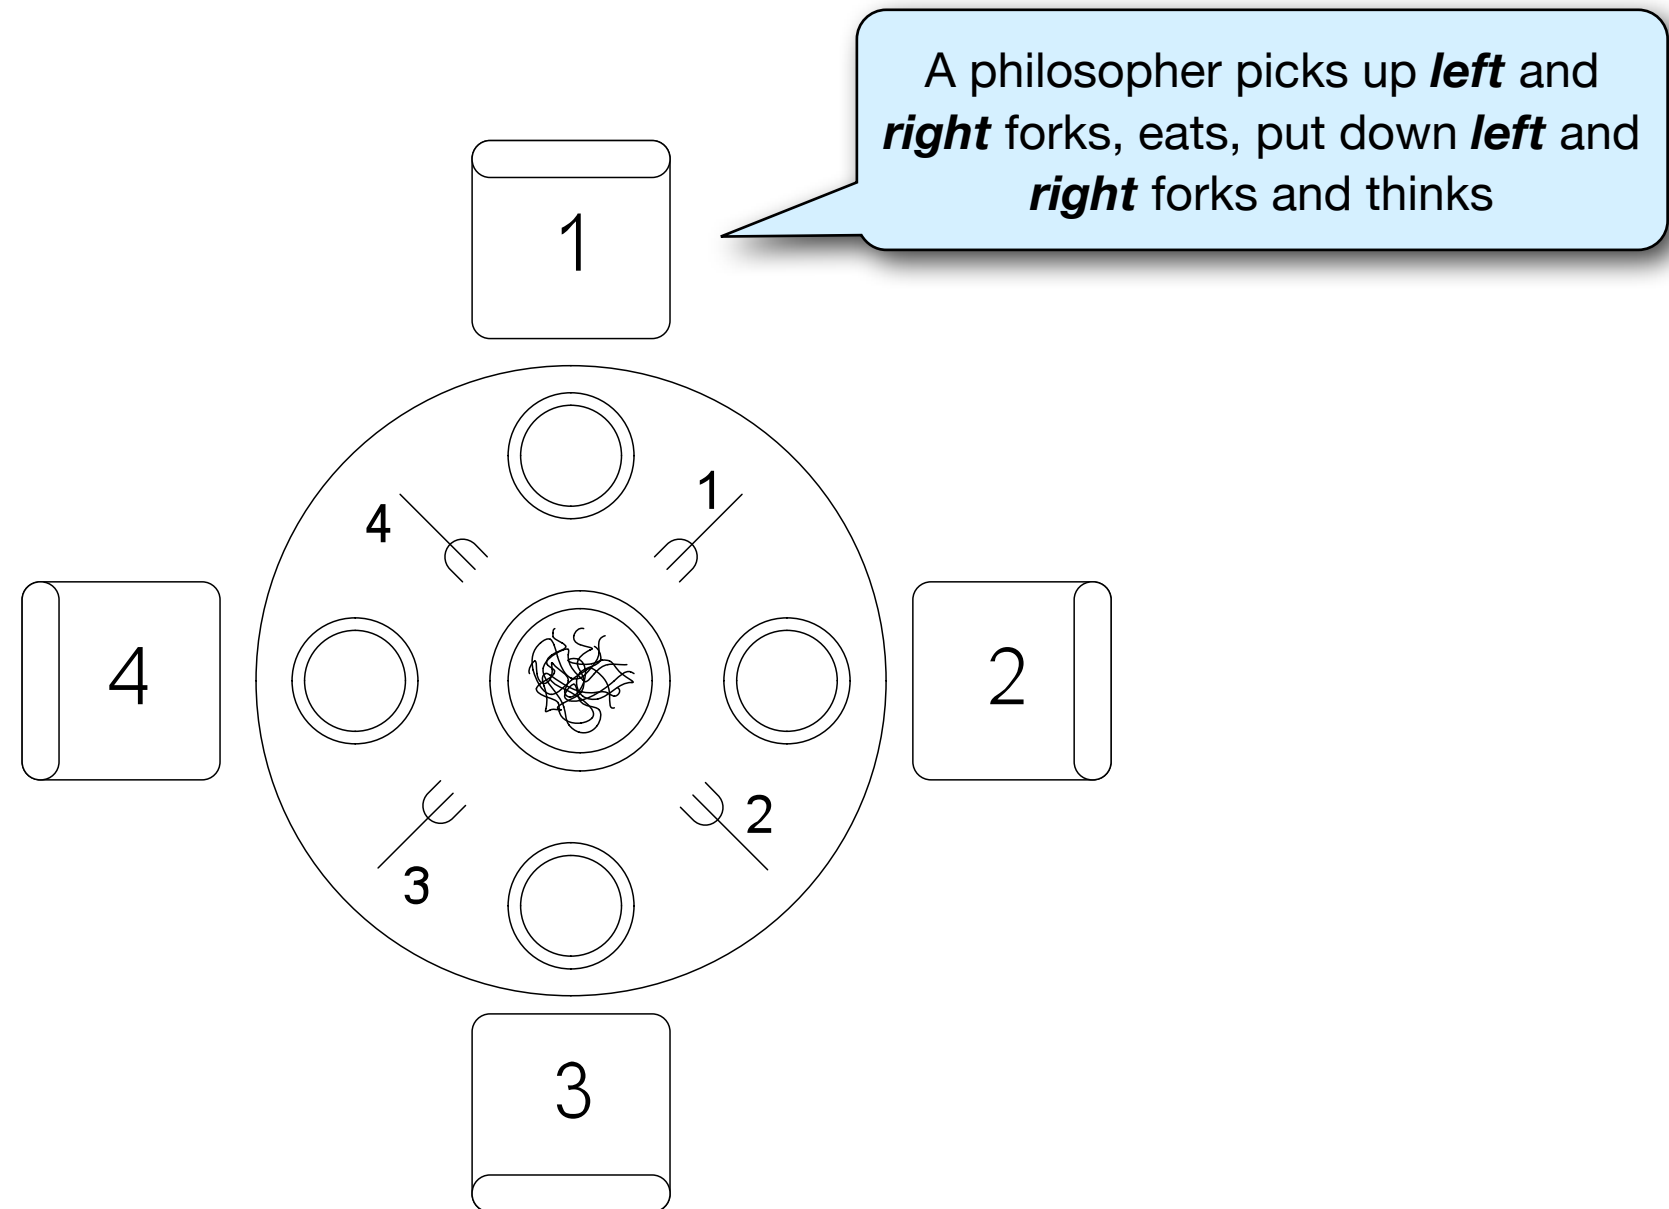 A philosopher picks up left and
right forks, eats, put down left and
right forks and thinks
1
4
1
4
2
2
3
3